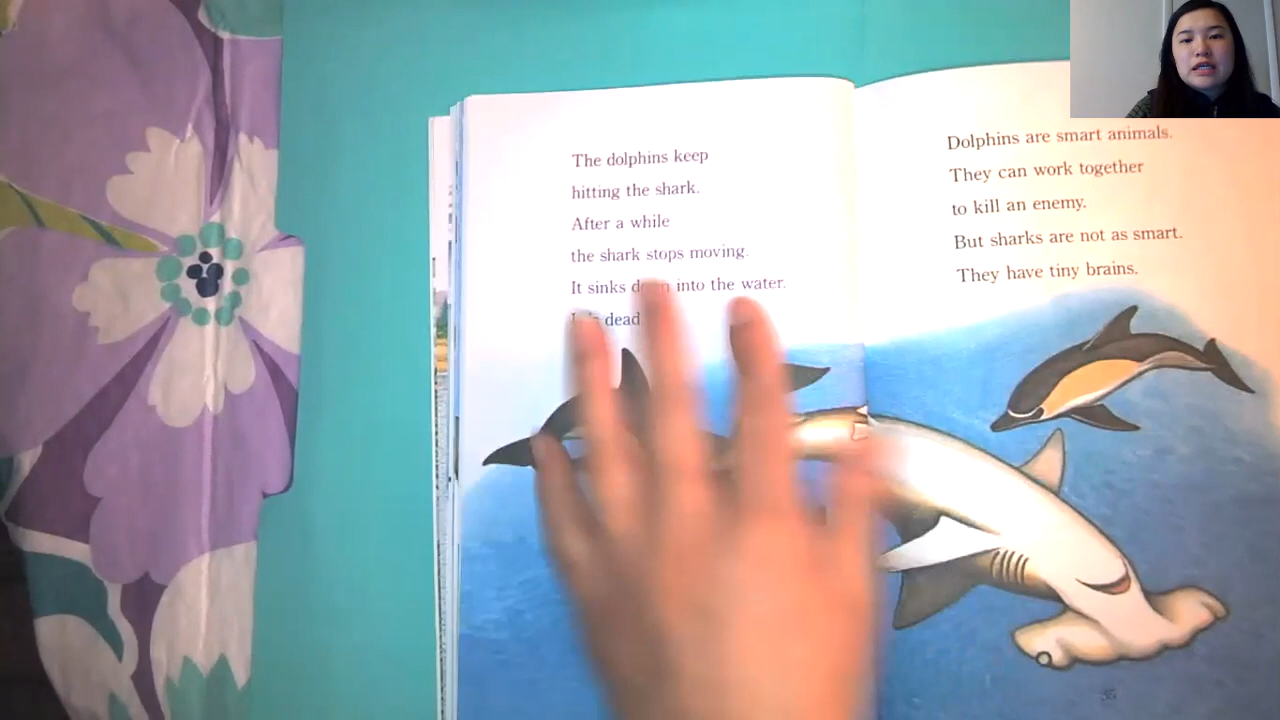 The dolphins keep
hitting the shark.
After a while
the shark stops moving.
It sinks into the water.
dead
Dolphins are smart animals.
They can work together
to kill an enemy.
But sharks are not as smart.
They have tiny brains.